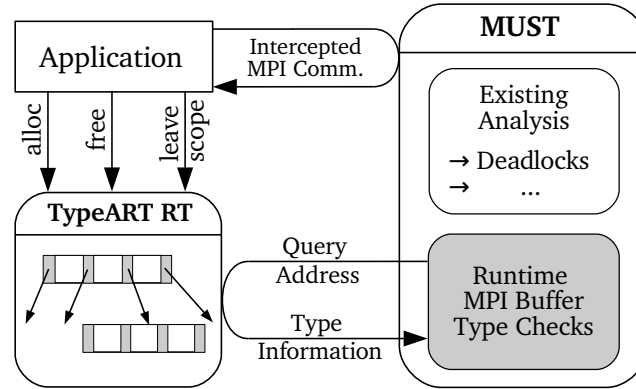 Application
Intercepted
MPI Comm.
MUST
Existing
Analysis
→ Deadlocks
→ ...
alloc
free
leave
scope
TypeART RT
Query
Address
Type
Information
Runtime
MPI Buffer
Type Checks